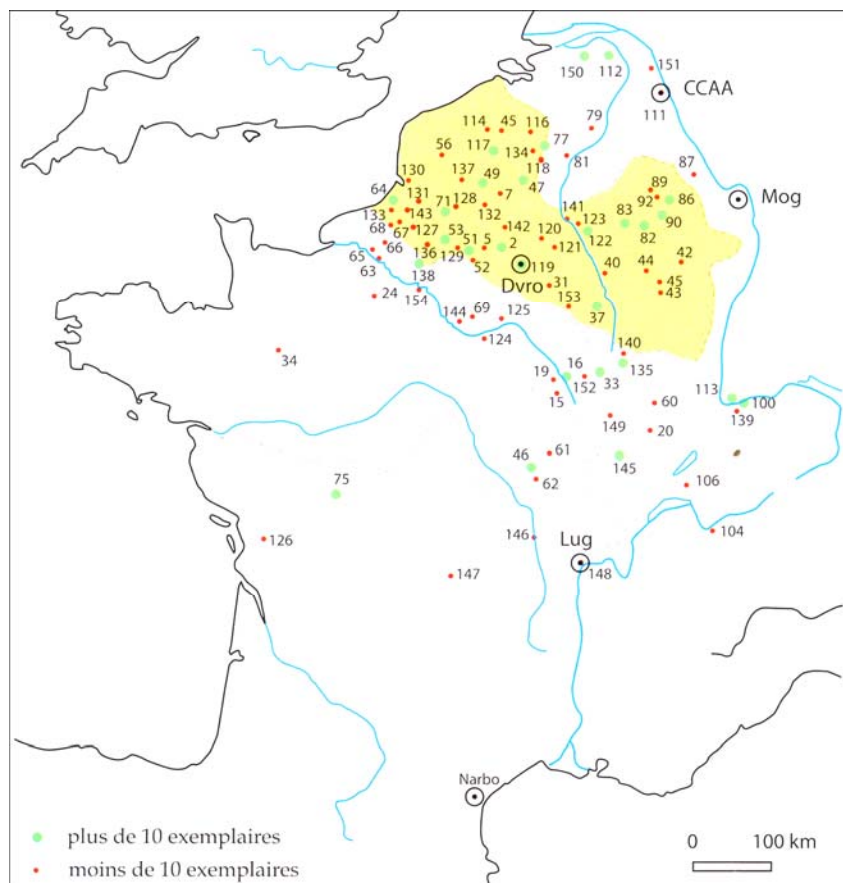 151
150 112
CCAA
111
114 45 116 79
56 117 77
134
81 87
130 137 49 118
89
64 131 47
7 92 86 Mog
133 143 71 128 141
132 123 83 90
68 67 127 53 142 120 122 82
66 51 5 2 121 42
65 136 129 44
63 52 119 40 45
138 Dvro 31 43
24 154 153
144 69 125 37
124
34 140
16
19 135
152 33
15 60 113 100
149 139
20
46 61 145
62 106
75
146 104
126 Lug
147 148
Narbo
plus de 10 exemplaires
0 100 km
moins de 10 exemplaires